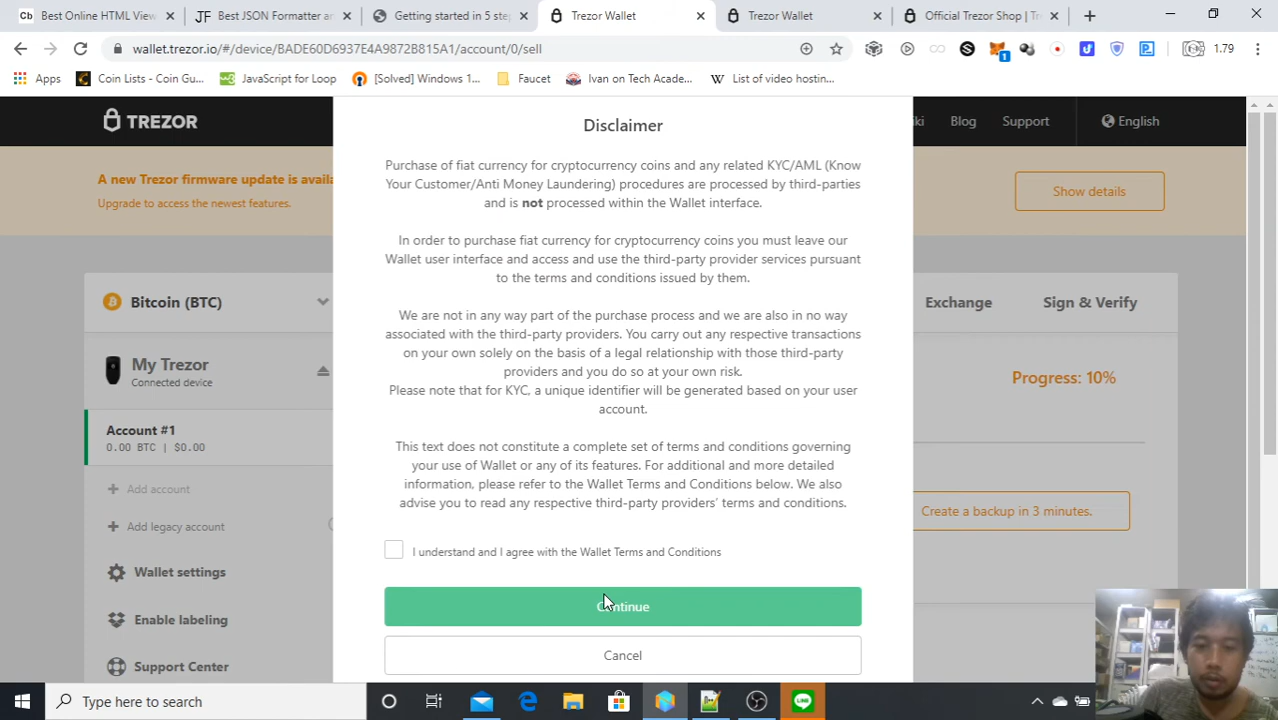 Best Online HTML View
Best JSON Formatter a
Getting started in 5 ste
Trezor Wallet
Trezor Wallet
Official Trezor Shop | Tre
wallet.trezor.io/#/device/BADE60D6937E4A9872B815A1/account/0/sell
1.79
Apps
Coin Lists - Coin Gu...
JavaScript for Loop
[Solved] Windows 1...
Faucet
Ivan on Tech Acade...
List of video hostin...
TREZOR
Disclaimer
iki
Blog
Support
English
A new Trezor firmware update is availa
Upgrade to access the newest features.
Show details
Purchase of fiat currency for cryptocurrency coins and any related KYC/AML (Know
Your Customer/Anti Money Laundering) procedures are processed by third-parties
and is not processed within the Wallet interface.
In order to purchase fiat currency for cryptocurrency coins you must leave our
Wallet user interface and access and use the third-party provider services pursuant
to the terms and conditions issued by them.
We are not in any way part of the purchase process and we are also in no way
associated with the third-party providers. You carry out any respective transactions
on your own solely on the basis of a legal relationship with those third-party
providers and you do so at your own risk.
Please note that for KYC, a unique identifier will be generated based on your user
account.
This text does not constitute a complete set of terms and conditions governing
your use of Wallet or any of its features. For additional and more detailed
information, please refer to the Wallet Terms and Conditions below. We also
advise you to read any respective third-party providers' terms and conditions.
I understand and I agree with the Wallet Terms and Conditions
Continue
Cancel
Bitcoin (BTC)
My Trezor
Connected device
Account #1
0.00 BTC | $0.00
Add account
Add legacy account
Wallet settings
Enable labeling
Support Center
Exchange
Sign & Verify
Progress: 10%
Create a backup in 3 minutes.
Type here to search